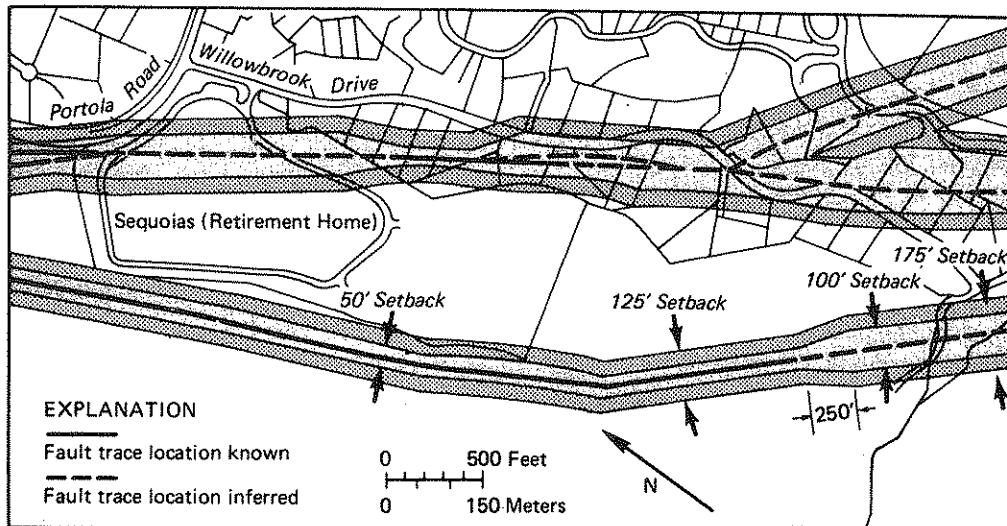 Portola Road
Willowbrook Drive
Sequoias (Retirement Home)
175' Setback
50' Setback
125' Setback
100' Setback
250'
EXPLANATION
Fault trace location known
Fault trace location inferred
0 500 Feet
0 150 Meters
N